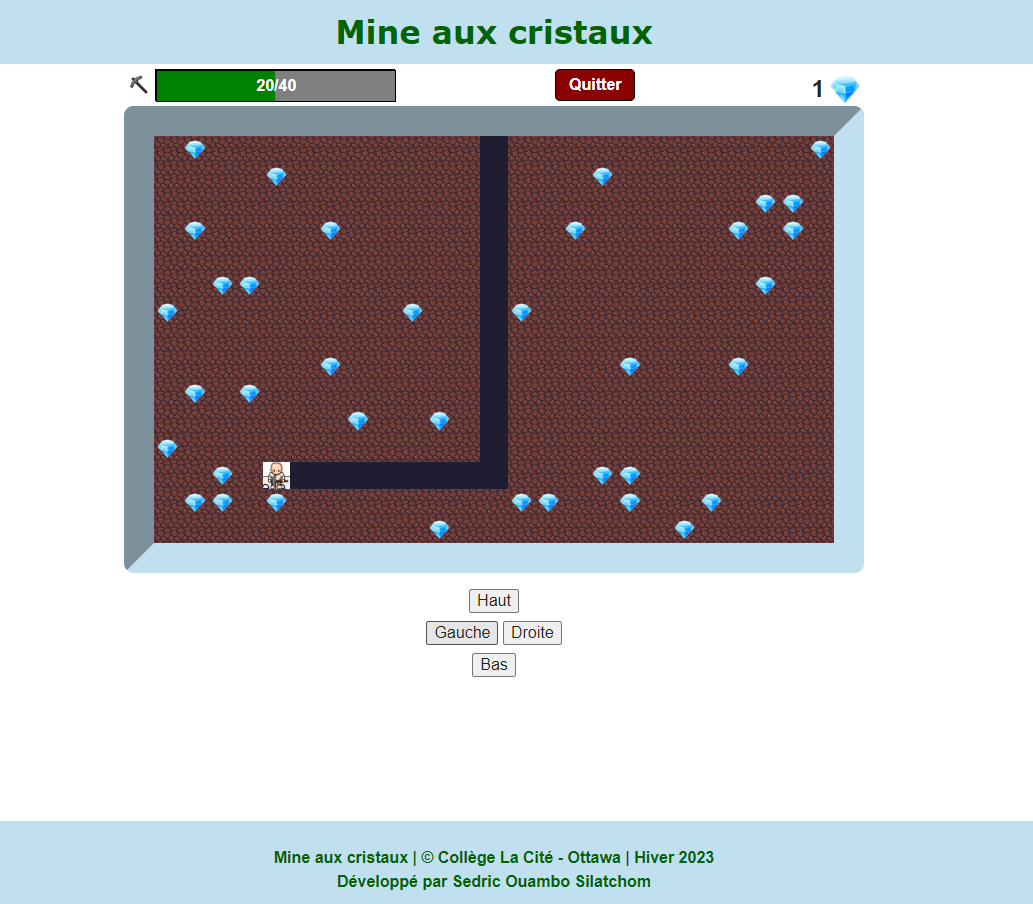 Mine aux cristaux
20/40
Quitter
1
Haut
Gauche Droite
Bas
Mine aux cristaux | © Collège La Cité - Ottawa | Hiver 2023
Développé par Sedric Ouambo Silatchom